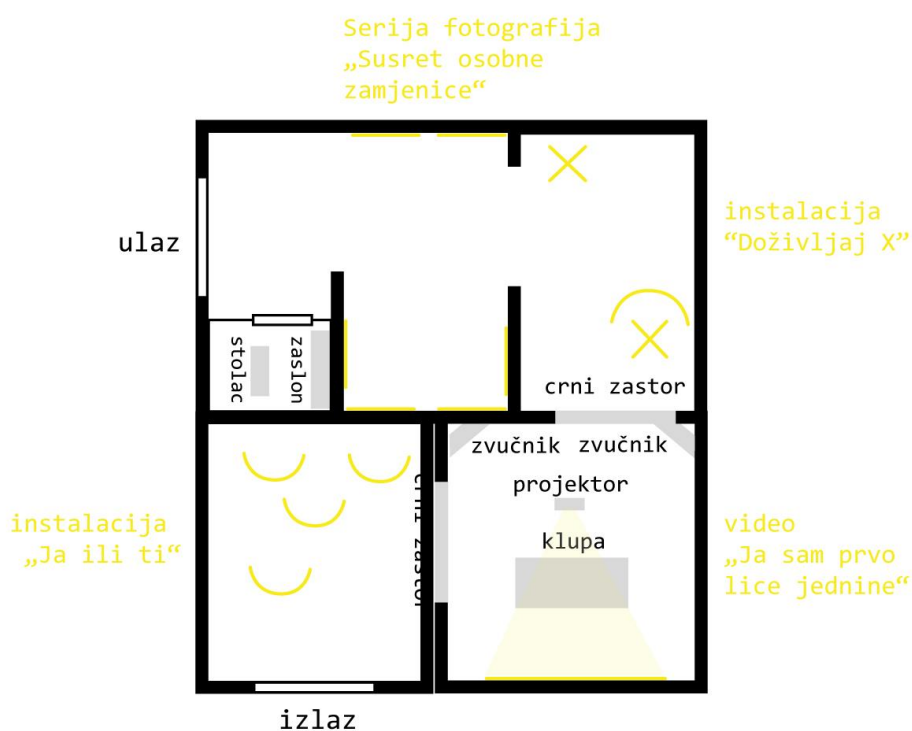 Serija fotografija
„Susret osobne
zamjenice“
instalacija
“Doživljaj X”
ulaz
stolac
zaslon
crni zastor
zvučnik
zvučnik
projektor
klupa
crni zastor
instalacija
„Ja ili ti“
video
„Ja sam prvo
lice jednine“
izlaz